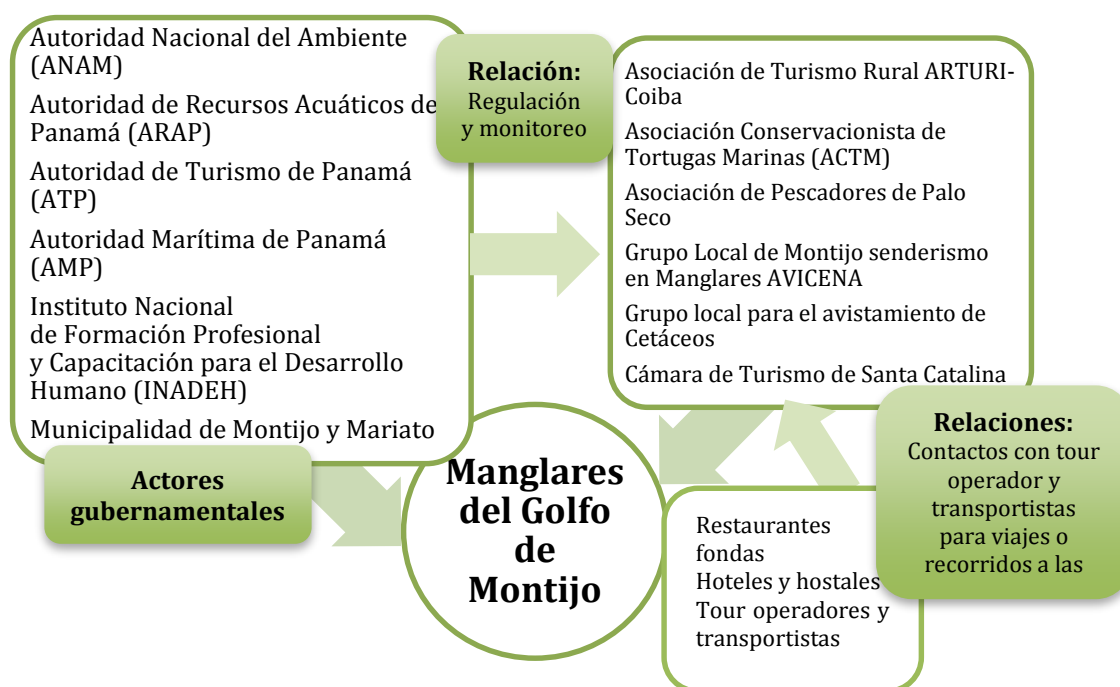 Autoridad Nacional del Ambiente
(ANAM)
Autoridad de Recursos Acuáticos de
Panamá (ARAP)
Autoridad de Turismo de Panamá
(ATP)
Autoridad Marítima de Panamá
(AMP)
Instituto Nacional
de Formación Profesional
y Capacitación para el Desarrollo
Humano (INADEH)
Municipalidad de Montijo y Mariato
Actores
gubernamentales
Relación:
Regulación
y monitoreo
Asociación de Turismo Rural ARTURI-
Coiba
Asociación Conservacionista de
Tortugas Marinas (ACTM)
Asociación de Pescadores de Palo
Seco
Grupo Local de Montijo senderismo
en Manglares AVICENA
Grupo local para el avistamiento de
Cetáceos
Cámara de Turismo de Santa Catalina
Relaciones:
Contactos con tour
operador y
transportistas
para viajes o
recorridos a las
Manglares
del Golfo
de
Montijo
Restaurantes
fondas
Hoteles y hostales
Tour operadores y
transportistas